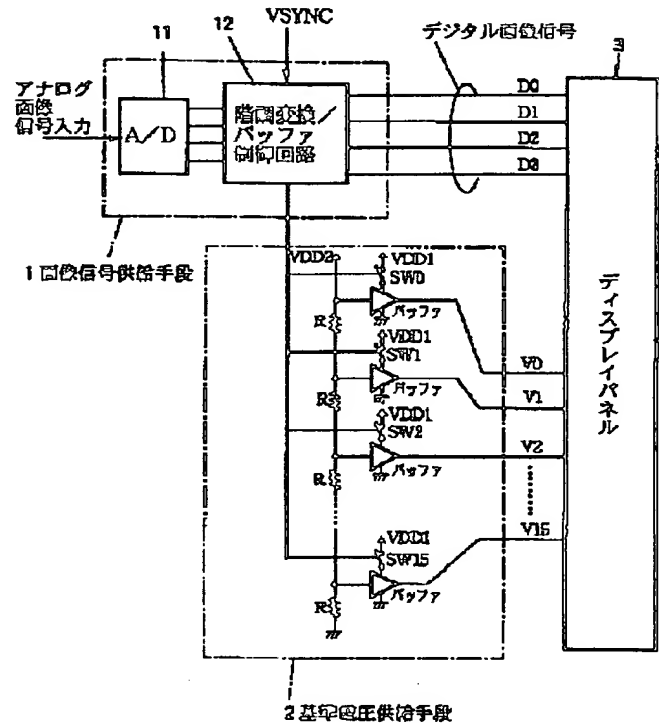 11
12
VSYNC
デジタル画像信号
3
アナログ
画像
信号入力
A/D
階調変換/
バッファ
制御回路
D0
D1
D2
D3
1画像信号供給手段
VDD2
VDD1
SW0
R
バッファ
VDD1
SW1
R
バッファ
VDD1
SW2
R
バッファ
VDD1
SW15
R
バッファ
V0
V1
V2
V15
ディスプレイパネル
2基準電圧供給手段